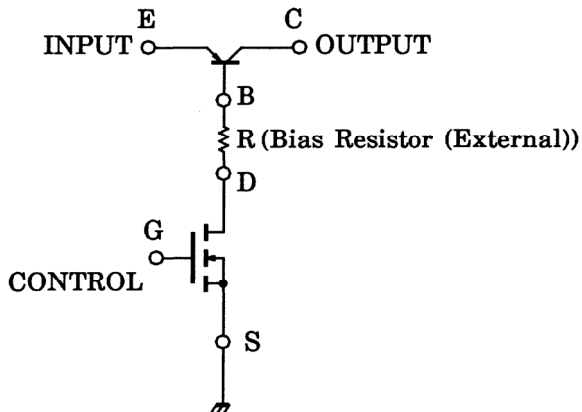 E C
INPUT OUTPUT
B
R (Bias Resistor (External))
D
G
CONTROL
S